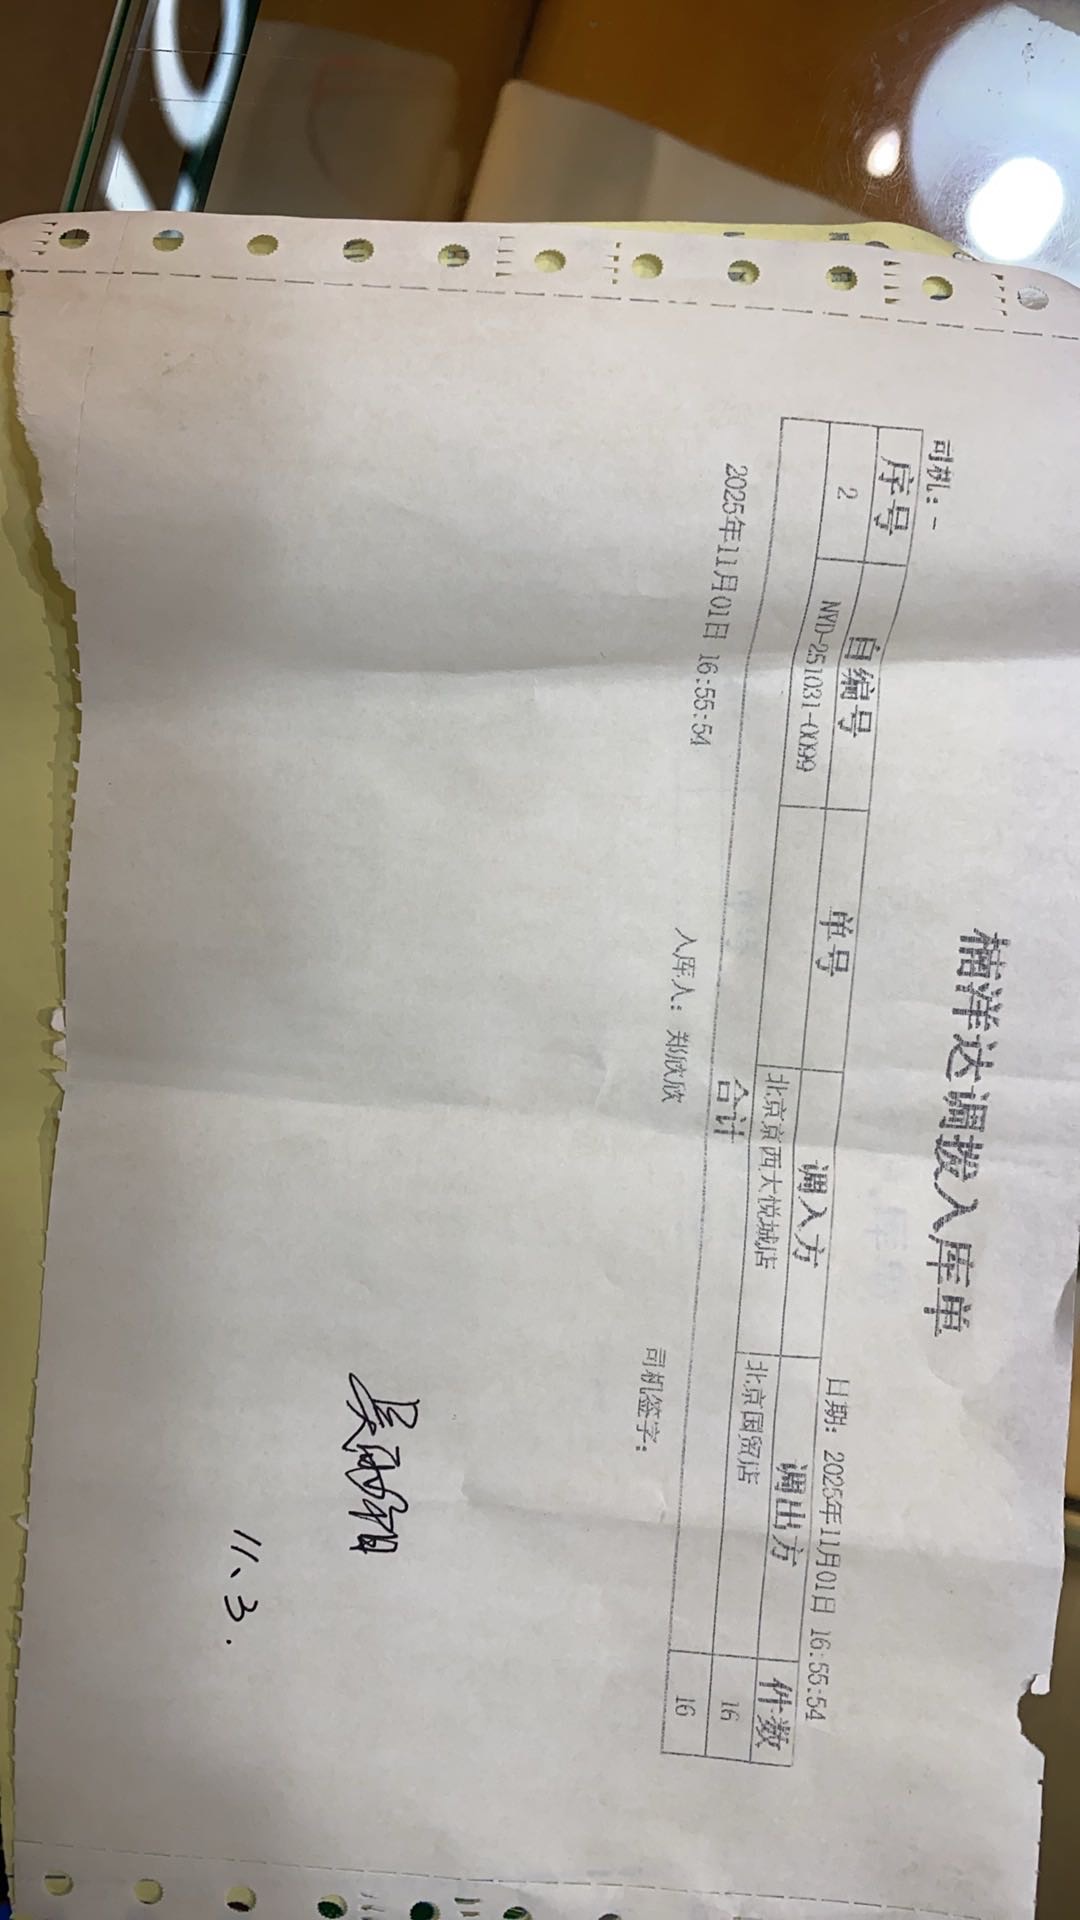 楠洋达调拨入库单
司机：- 日期：2025年11月01日 16:55:54
序号 自编号 单号 调入方 调出方 件数
2 NYD-251031-0099 北京京西大悦城店 北京国贸店 16
合计 16
2025年11月01日 16:55:54 入库人：郑欣欣 司机签字：
11、3.